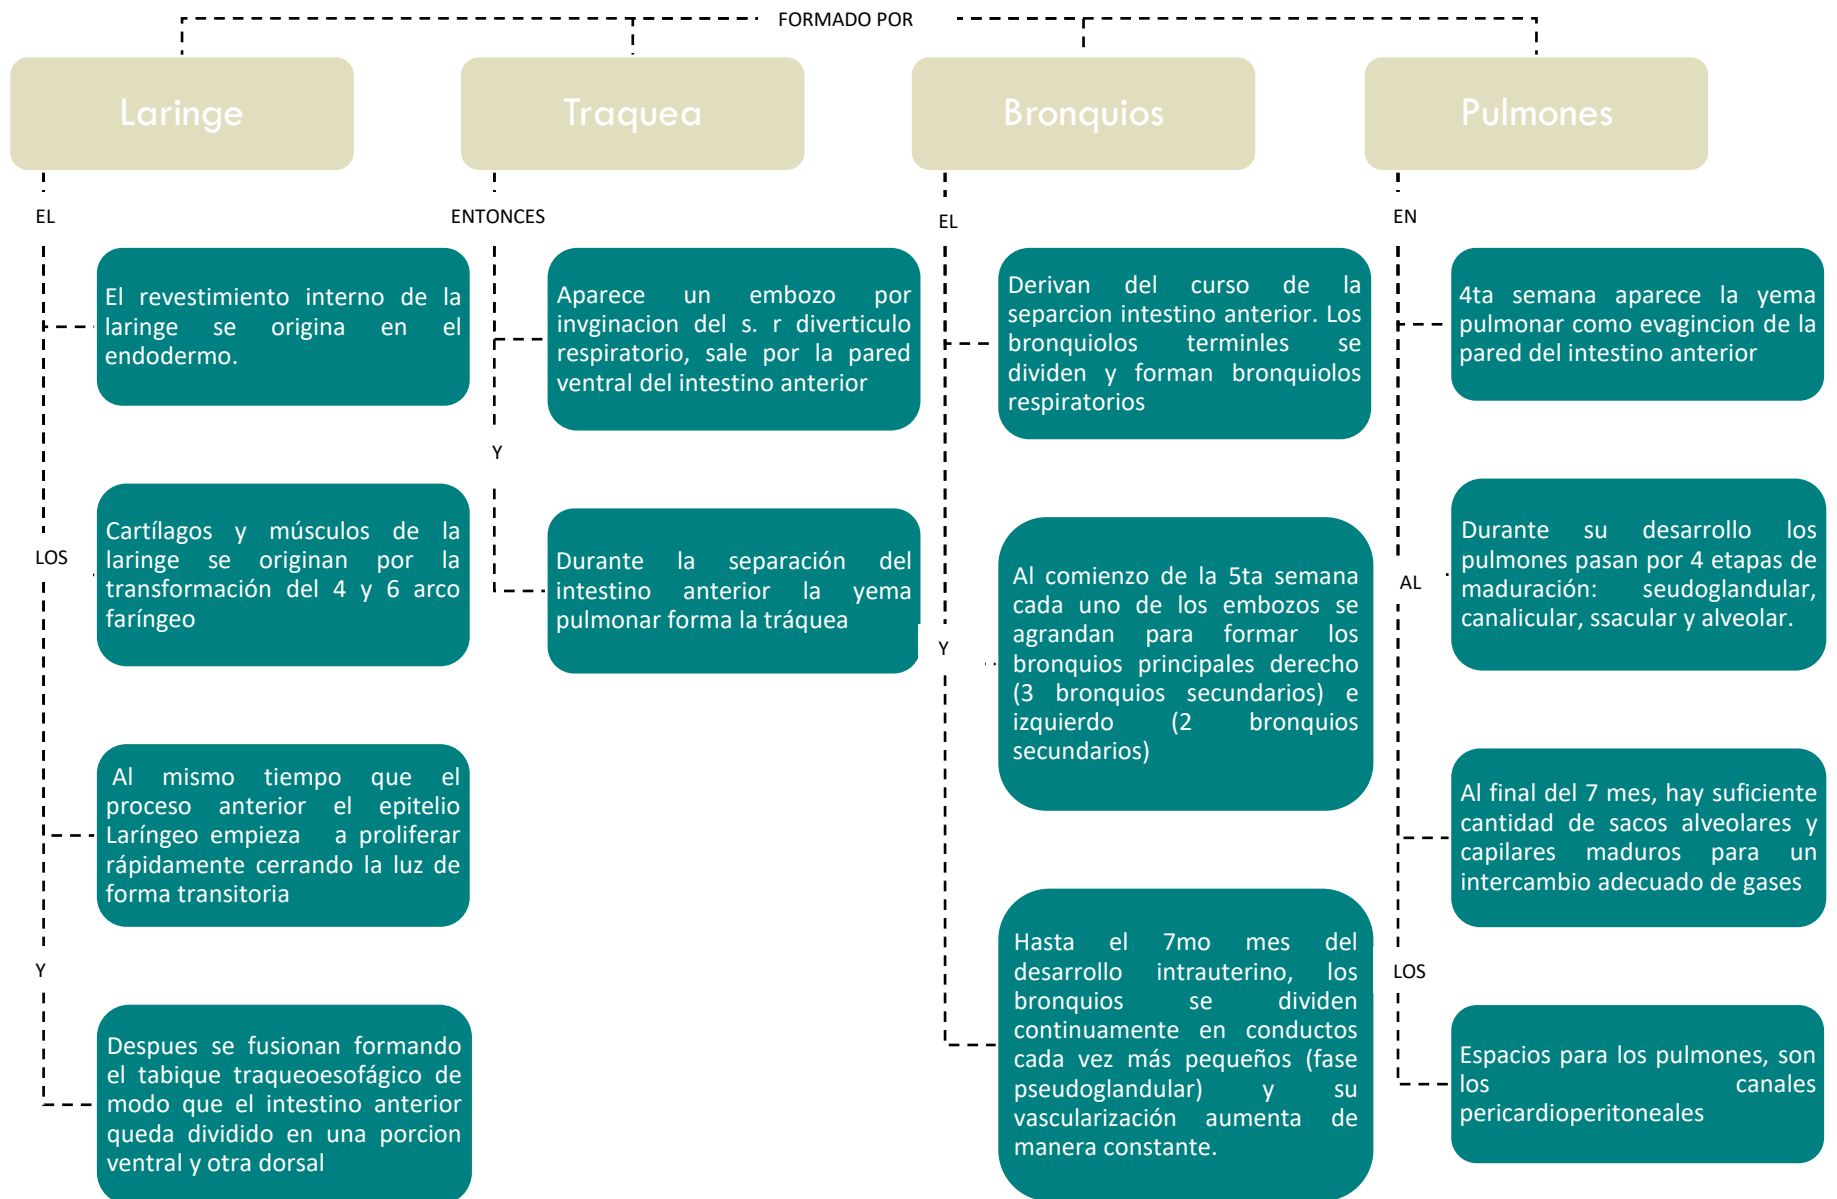 FORMADO POR
Laringe
EL
El revestimiento interno de la
laringe se origina en el
endodermo.
LOS
Cartílagos y músculos de la
laringe se originan por la
transformación del 4 y 6 arco
faríngeo
Al mismo tiempo que el
proceso anterior el epitelio
Laríngeo empieza a proliferar
rápidamente cerrando la luz de
forma transitoria
Y
Despues se fusionan formando
el tabique traqueoesofágico de
modo que el intestino anterior
queda dividido en una porcion
ventral y otra dorsal
Traquea
ENTONCES
Aparece un embozo por
invginacion del s. r diverticulo
respiratorio, sale por la pared
ventral del intestino anterior
Y
Durante la separación del
intestino anterior la yema
pulmonar forma la tráquea
Bronquios
EL
Derivan del curso de la
separcion intestino anterior. Los
bronquiolos terminles se
dividen y forman bronquiolos
respiratorios
Y
Al comienzo de la 5ta semana
cada uno de los embozos se
agrandan para formar los
bronquios principales derecho
(3 bronquios secundarios) e
izquierdo (2 bronquios
secundarios)
Hasta el 7mo mes del
desarrollo intrauterino, los
bronquios se dividen
continuamente en conductos
cada vez más pequeños (fase
pseudoglandular) y su
vascularización aumenta de
manera constante.
Pulmones
EN
4ta semana aparece la yema
pulmonar como evagincion de la
pared del intestino anterior
Durante su desarrollo los
pulmones pasan por 4 etapas de
maduración: seudoglandular,
canalicular, ssacular y alveolar.
AL
Al final del 7 mes, hay suficiente
cantidad de sacos alveolares y
capilares maduros para un
intercambio adecuado de gases
LOS
Espacios para los pulmones, son
los canales
pericardioperitoneales